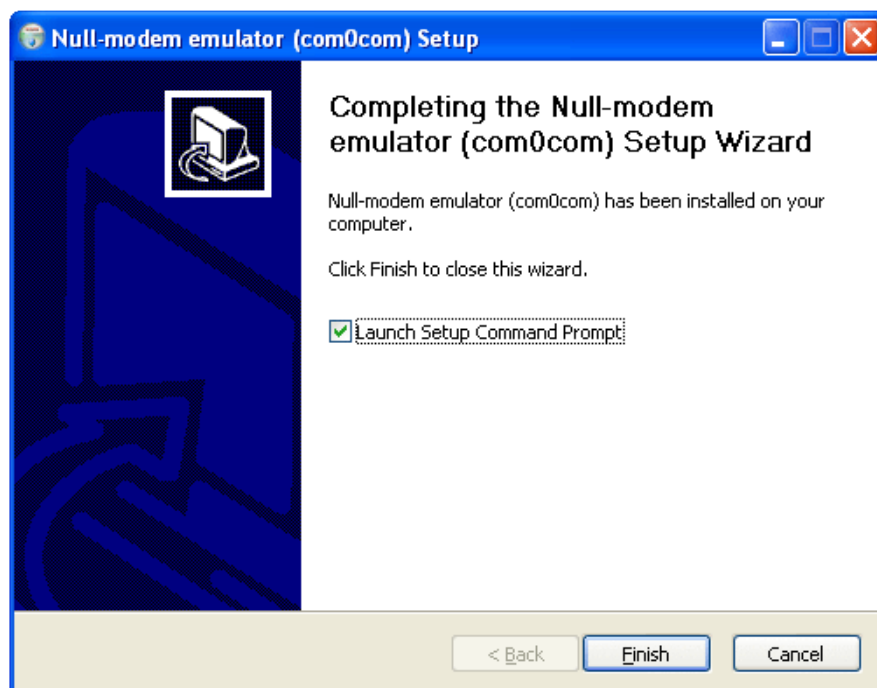 Null-modem emulator (com0com) Setup
Completing the Null-modem
emulator (com0com) Setup Wizard
Null-modem emulator (com0com) has been installed on your
computer.
Click Finish to close this wizard.
Launch Setup Command Prompt
< Back
Finish
Cancel